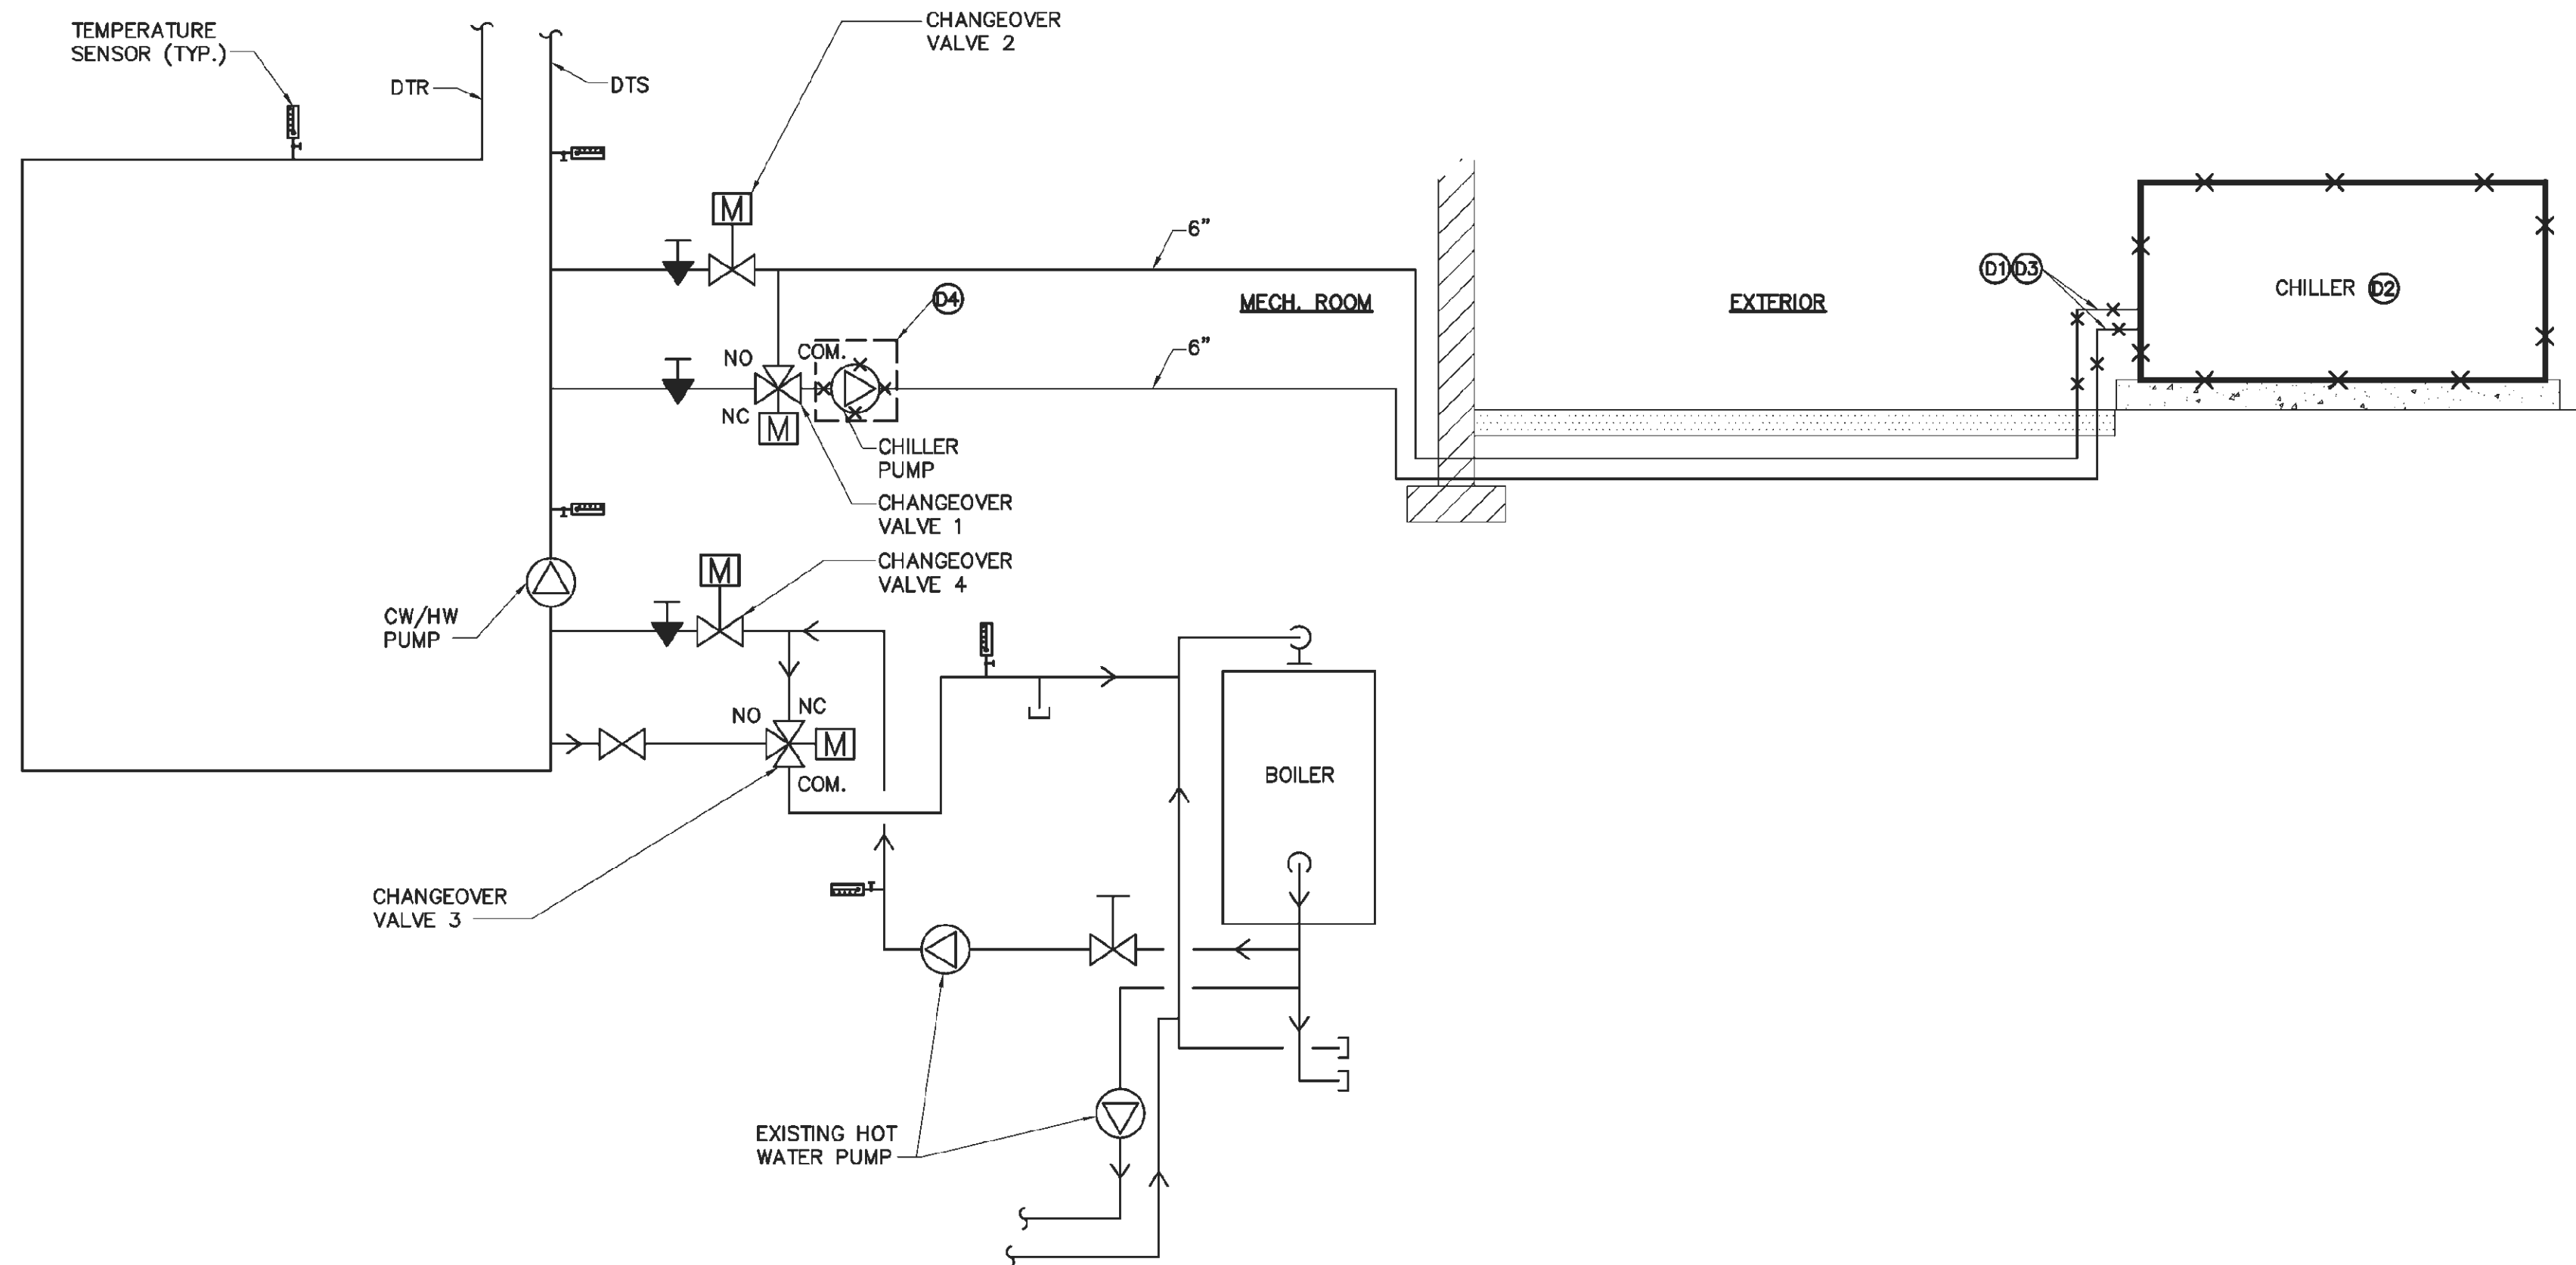 TEMPERATURE
SENSOR (TYP.)
DTR
DTS
CHANGEOVER
VALVE 2
M
6"
D4
MECH. ROOM
EXTERIOR
D1 D3
CHILLER D2
NO
COM.
6"
NC
M
CHILLER
PUMP
CHANGEOVER
VALVE 1
M
CHANGEOVER
VALVE 4
CW/HW
PUMP
NO
NC
M
COM.
BOILER
CHANGEOVER
VALVE 3
EXISTING HOT
WATER PUMP